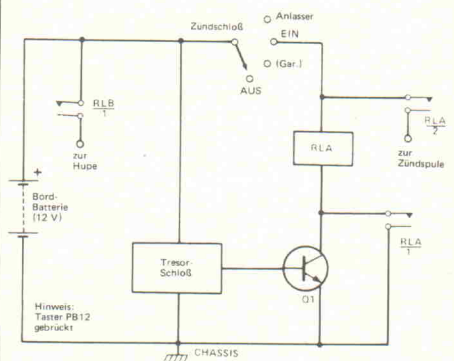 Anlasser
Zündschloß
EIN
(Gar.)
AUS
RLB
1
zur
Hupe
RLA
2
zur
Zündspule
RLA
+
Bord-
Batterie
(12 V)
Tresor-
Schloß
Q1
RLA
1
Hinweis:
Taster PB12
gebrückt
CHASSIS